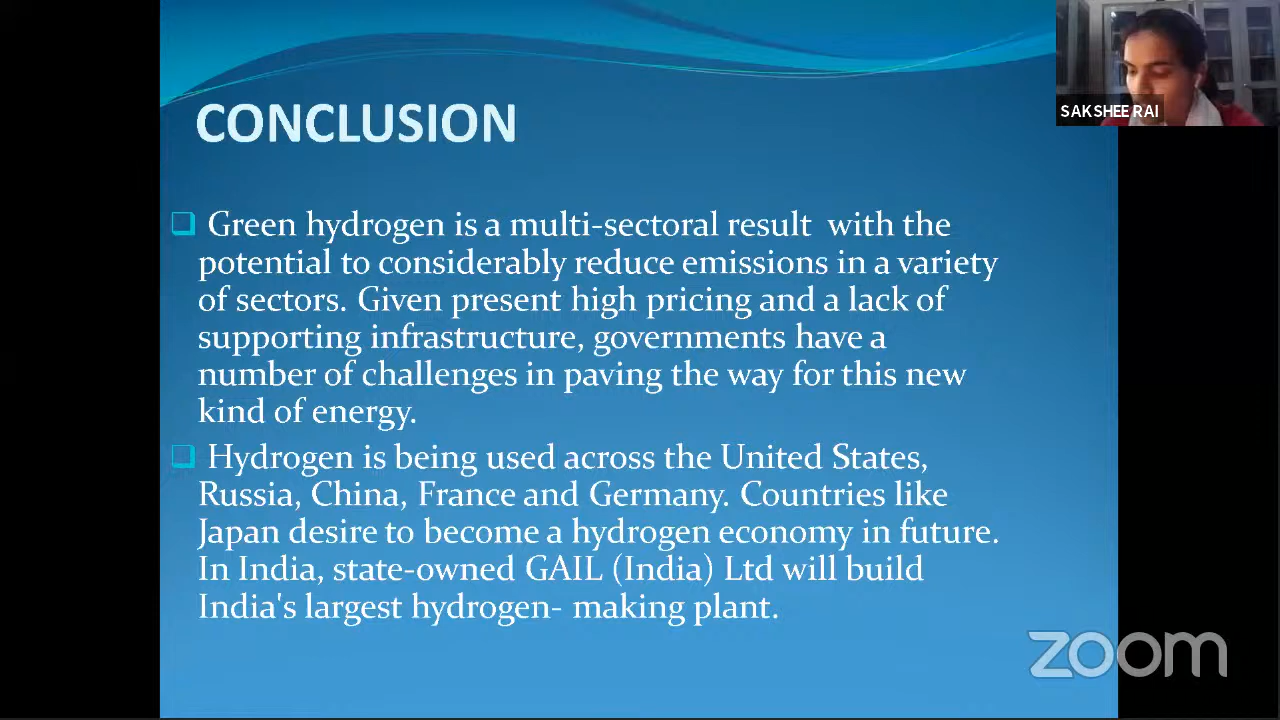 SAKSHEE RAI
CONCLUSION
Green hydrogen is a multi-sectoral result with the
potential to considerably reduce emissions in a variety
of sectors. Given present high pricing and a lack of
supporting infrastructure, governments have a
number of challenges in paving the way for this new
kind of energy.
Hydrogen is being used across the United States,
Russia, China, France and Germany. Countries like
Japan desire to become a hydrogen economy in future.
In India, state-owned GAIL (India) Ltd will build
India's largest hydrogen- making plant.
zoom